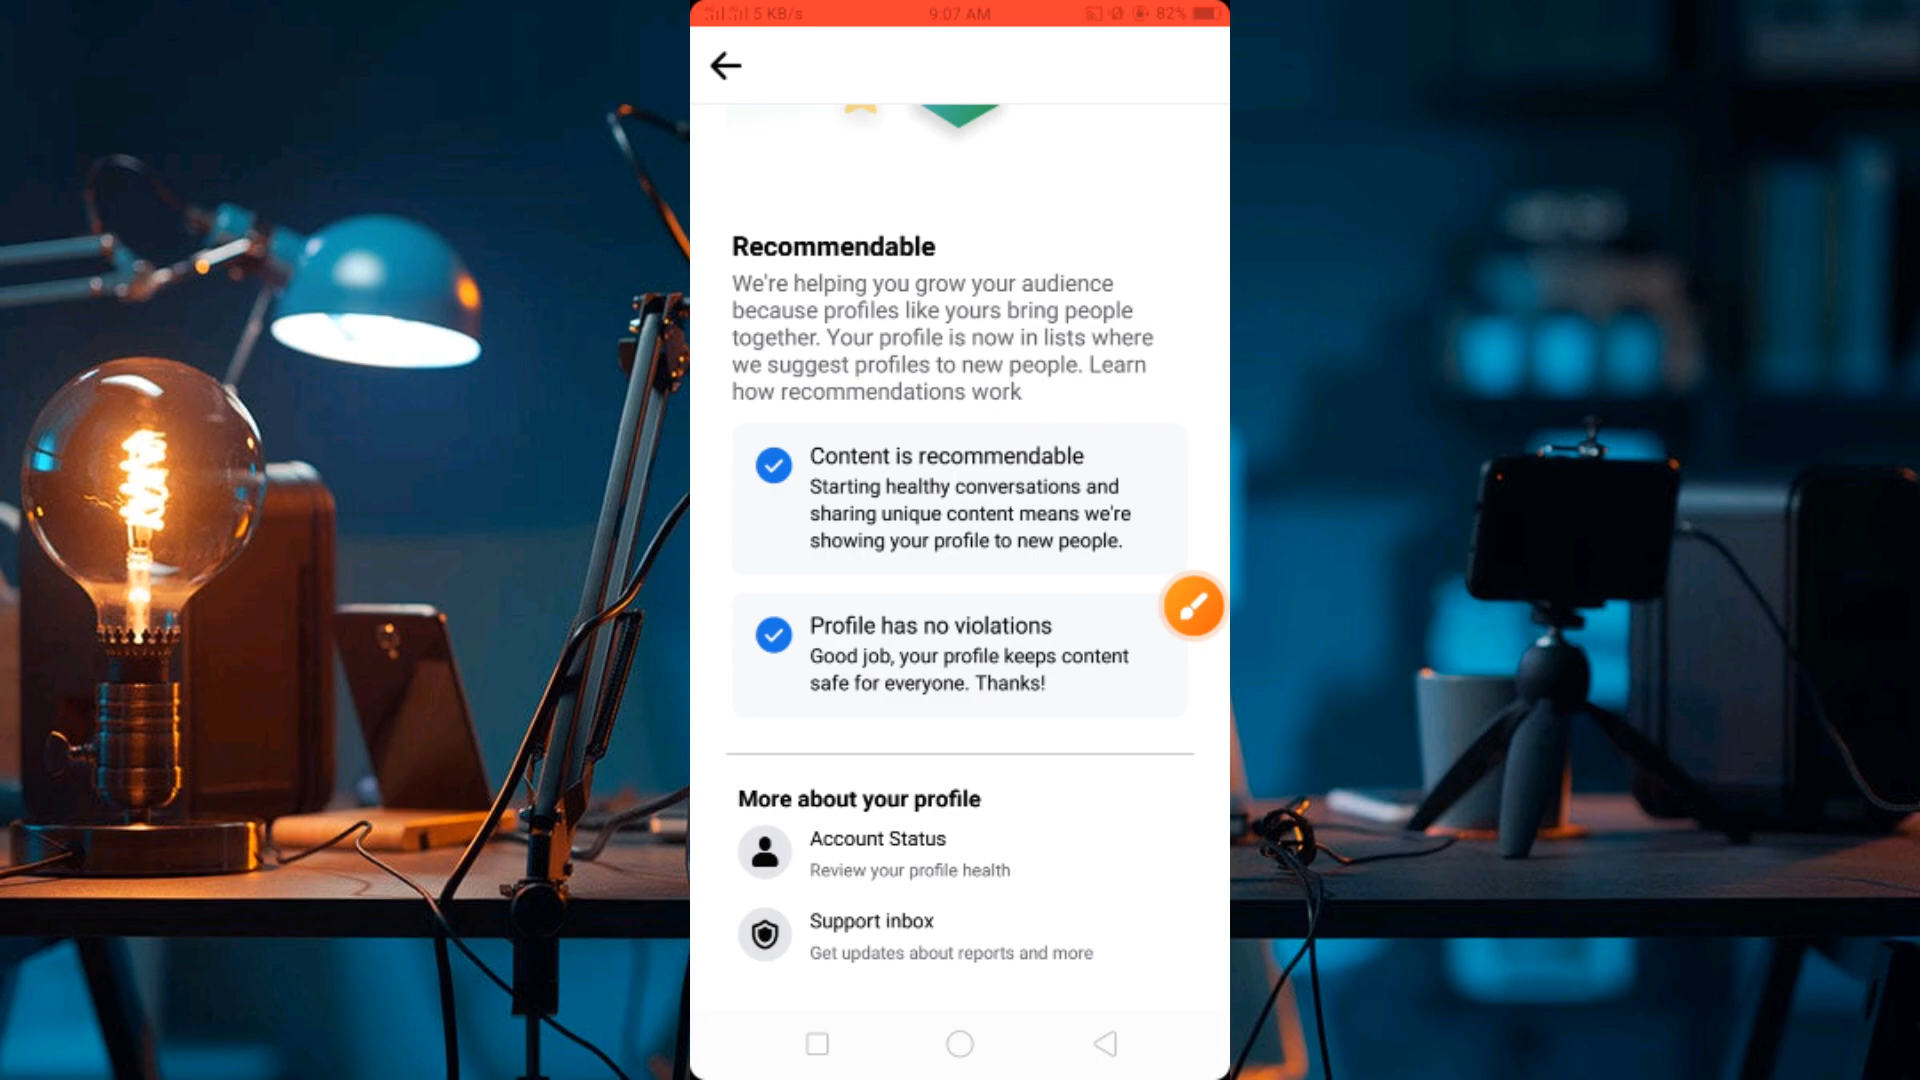 5 KB/s 9:07 AM 82%
Recommendable
We're helping you grow your audience
because profiles like yours bring people
together. Your profile is now in lists where
we suggest profiles to new people. Learn
how recommendations work
Content is recommendable
Starting healthy conversations and
sharing unique content means we're
showing your profile to new people.
Profile has no violations
Good job, your profile keeps content
safe for everyone. Thanks!
More about your profile
Account Status
Review your profile health
Support inbox
Get updates about reports and more